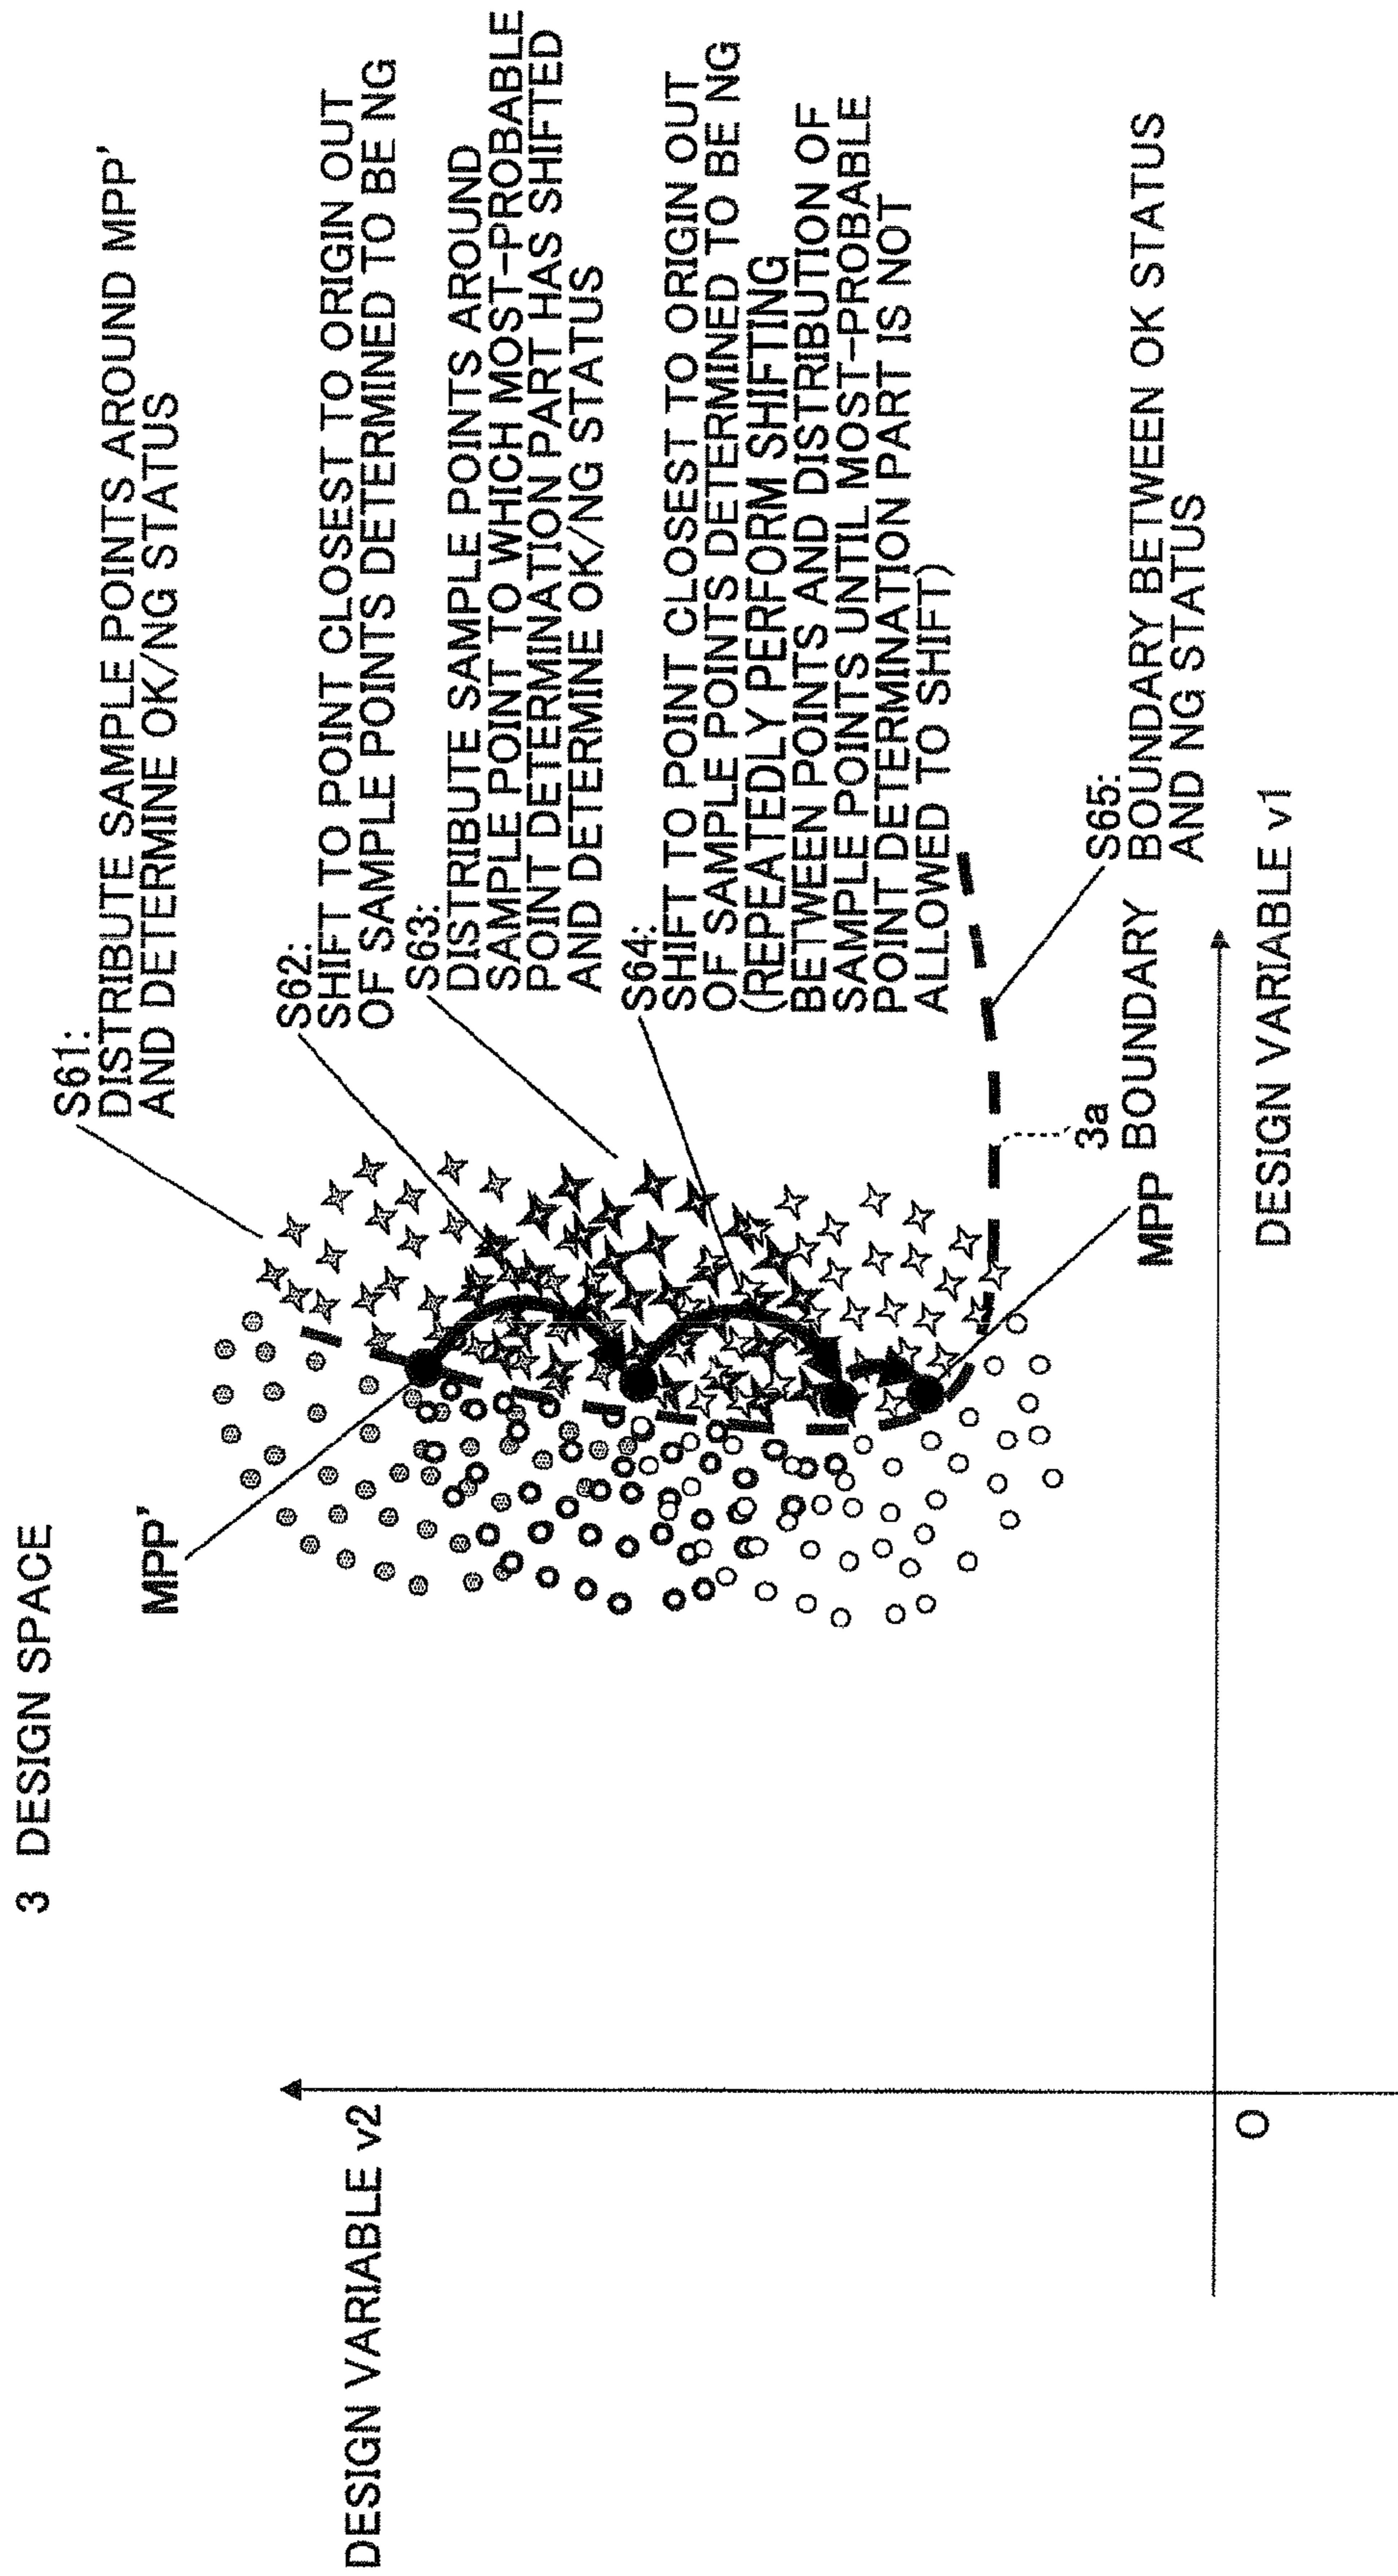 3 DESIGN SPACE
S61:
DISTRIBUTE SAMPLE POINTS AROUND MPP'
AND DETERMINE OK/NG STATUS
MPP'
S62:
SHIFT TO POINT CLOSEST TO ORIGIN OUT
OF SAMPLE POINTS DETERMINED TO BE NG
DESIGN VARIABLE v2
S63:
DISTRIBUTE SAMPLE POINTS AROUND
SAMPLE POINT TO WHICH MOST-PROBABLE
POINT DETERMINATION PART HAS SHIFTED
AND DETERMINE OK/NG STATUS
S64:
SHIFT TO POINT CLOSEST TO ORIGIN OUT
OF SAMPLE POINTS DETERMINED TO BE NG
(REPEATEDLY PERFORM SHIFTING
BETWEEN POINTS AND DISTRIBUTION OF
SAMPLE POINTS UNTIL MOST-PROBABLE
POINT DETERMINATION PART IS NOT
ALLOWED TO SHIFT)
S65:
BOUNDARY BETWEEN OK STATUS
AND NG STATUS
3a
BOUNDARY
MPP
DESIGN VARIABLE v1
O